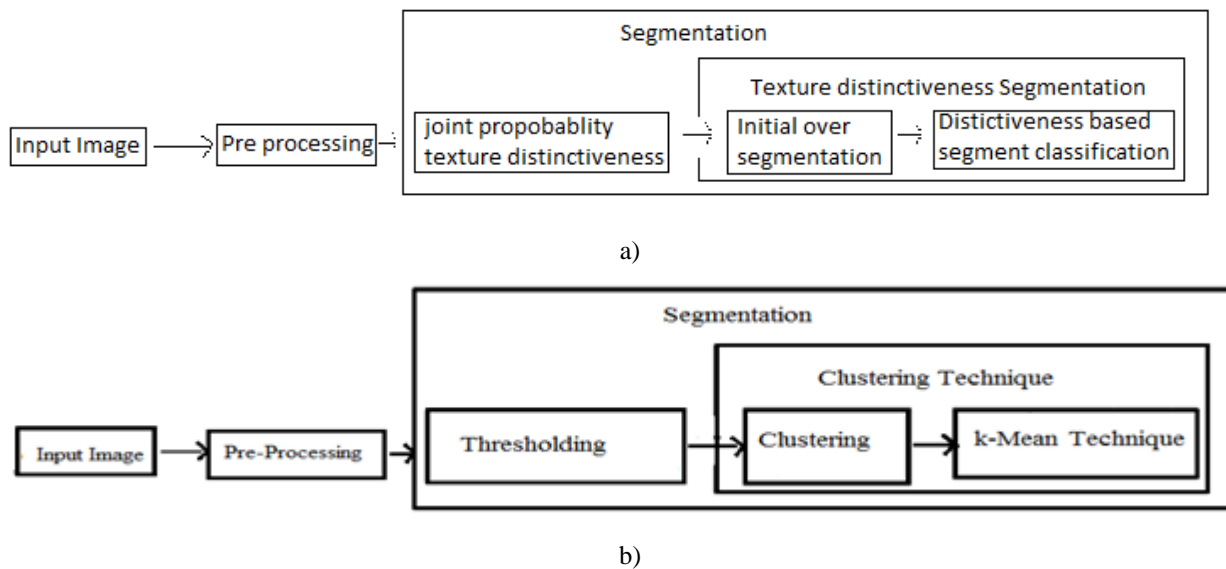 Segmentation
Texture distinctiveness Segmentation
Input Image
Pre processing
joint propobablity
texture distinctiveness
Initial over
segmentation
Distictiveness based
segment classification
a)
Segmentation
Clustering Technique
Input Image
Pre-Processing
Thresholding
Clustering
k-Mean Technique
b)